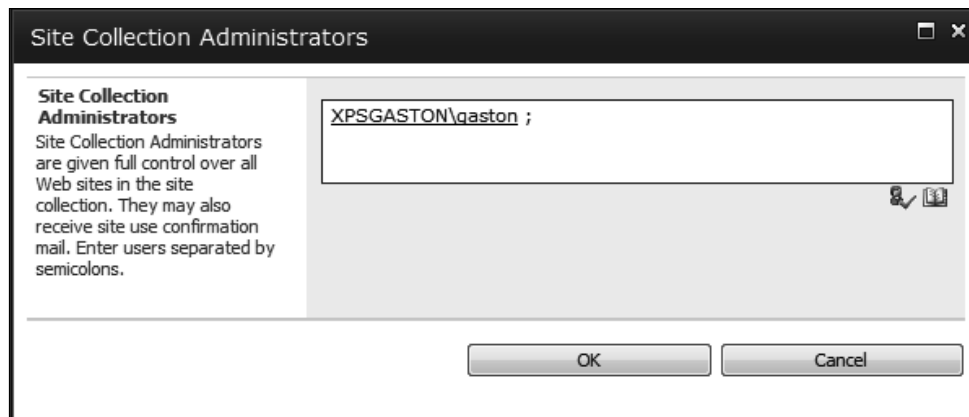 Site Collection Administrators
Site Collection
Administrators
Site Collection Administrators
are given full control over all
Web sites in the site
collection. They may also
receive site use confirmation
mail. Enter users separated by
semicolons.
XPSGASTON\gaston ;
OK
Cancel